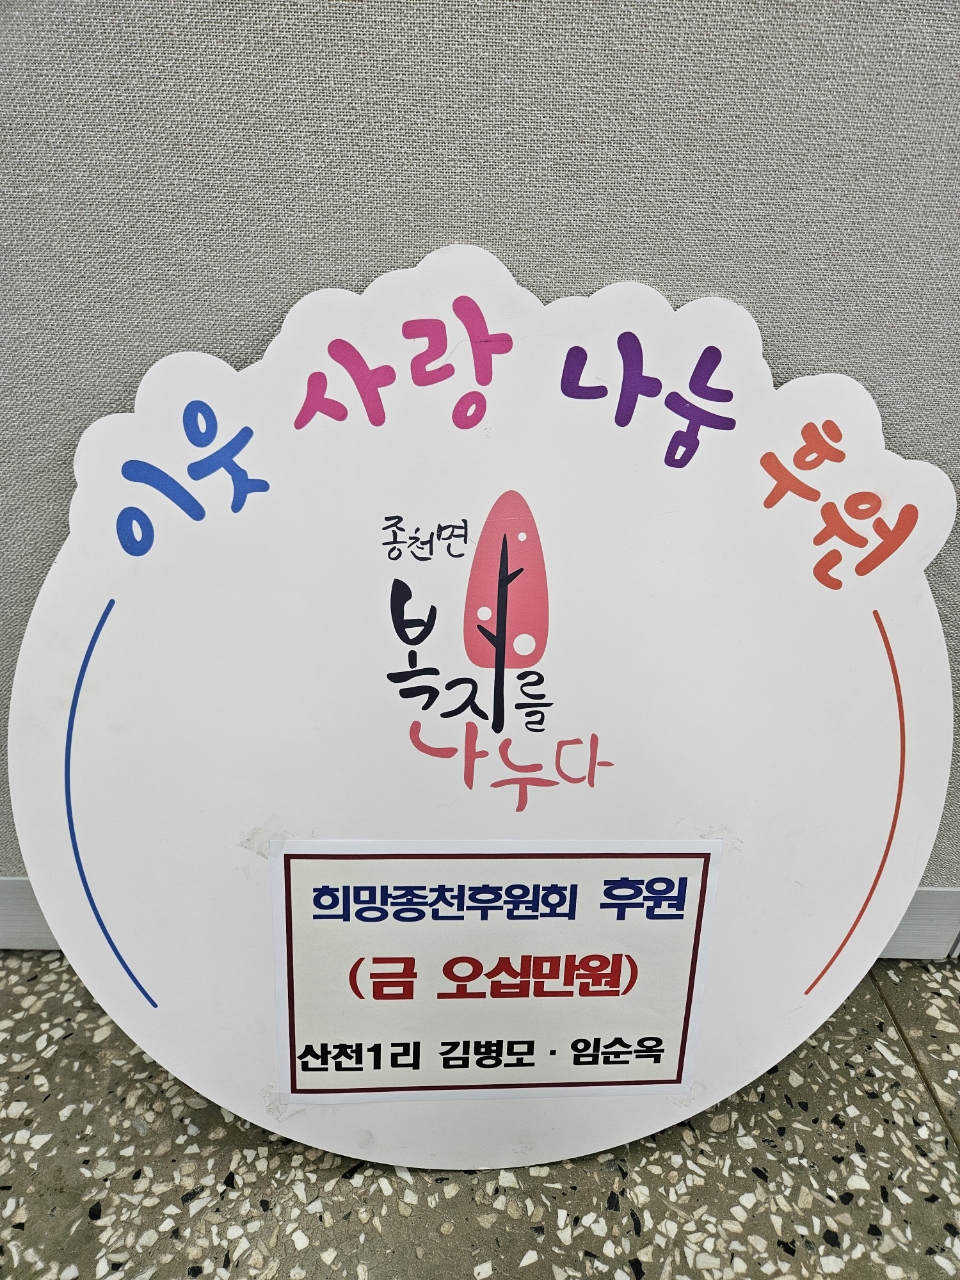 이웃 사랑 나눔 후원
종천면
복지를
나누다
희망종천후원회 후원
(금 오십만원)
산천1리 김병모 · 임순옥